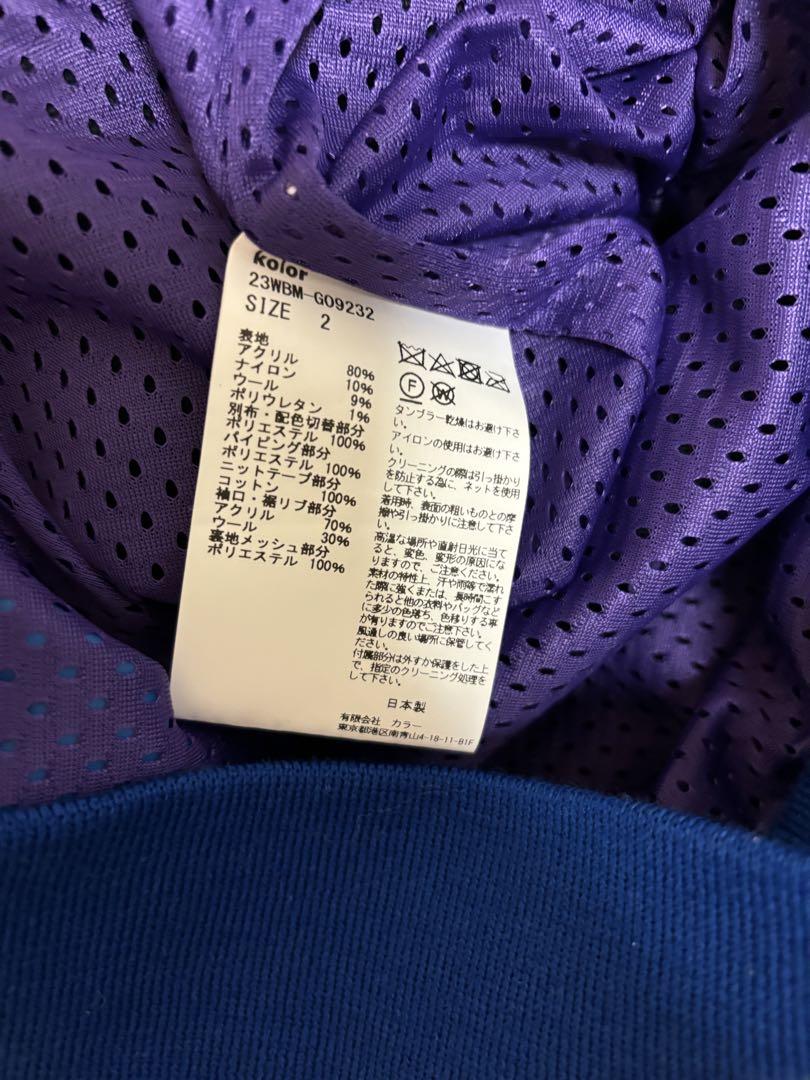 kolor
23WBM-G09232
SIZE 2
表地
アクリル 80%
ナイロン 10%
ウール 9%
ポリウレタン 1%
別布・配色切替部分
ポリエステル 100%
パイピング部分
ポリエステル 100%
ニットテープ部分
コットン 100%
袖口・裾リブ部分
アクリル 70%
ウール 30%
裏地メッシュ部分
ポリエステル 100%
F
W
タンブラー乾燥はお避け下さ
い。
アイロンの使用はお避け下さ
い。
クリーニングの際は引っ掛かり
を防止する為に、ネットを使用
して下さい。
着用時、表面の粗いものとの摩
擦や引っ掛かりに注意して下さ
い。
高温な場所や直射日光に当て
ると、変色、変形の原因にな
りますので、ご注意ください。
素材の特性上、汗や雨等で濡れ
た際に強くまたは、長時間こす
られると他の衣料やバッグなど
に多少の色落ち、色移りする事
が有りますのでご注意下さい。
風通しの良い場所に保管してく
ださい。
付属部分は外すか保護をした上
で、指定のクリーニング処理を
して下さい。
日本製
有限会社 カラー
東京都港区南青山4-18-11-B1F